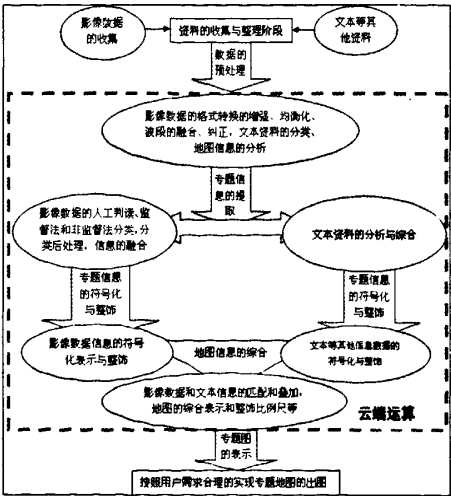 影像数据
的收集
资料的收集与整理阶段
文本等其
他资料
数据的
预处理
影像数据的格式转换的增强、均衡化、
波段的融合、纠正，文本资料的分类、
地图信息的分析
专题信
息的提
取
影像数据的人工判读、监
督法和非监督法分类，分
类后处理，信息的融合
文本资料的分析与综合
专题信息
的符号化
与整饰
专题信息
的符号化
与整饰
影像数据信息的符号
化表示与整饰
地图信息的综合
文本等其他信息数据的
符号化与整饰
影像数据和文本信息的匹配和叠加，
地图的综合表示和整饰比例尺等
云端运算
专题图
的表示
按照用户需求合理的实现专题地图的出图